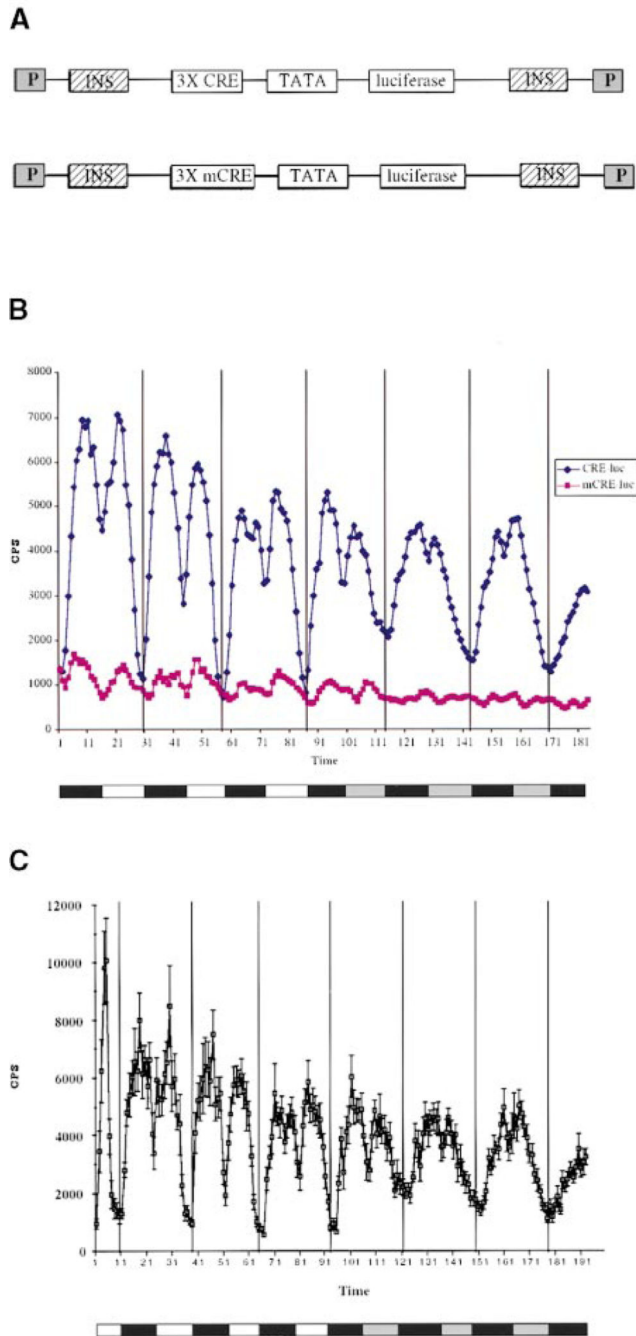 A
P INS 3X CRE TATA luciferase INS P
P INS 3X mCRE TATA luciferase INS P
B
8000
7000
6000
5000
4000
3000
2000
1000
0
CPS
CRE luc
mCRE luc
1 11 21 31 41 51 61 71 81 91 101 111 121 131 141 151 161 171 181
Time
C
12000
10000
8000
6000
4000
2000
0
CPS
1 11 21 31 41 51 61 71 81 91 101 111 121 131 141 151 161 171 181 191
Time